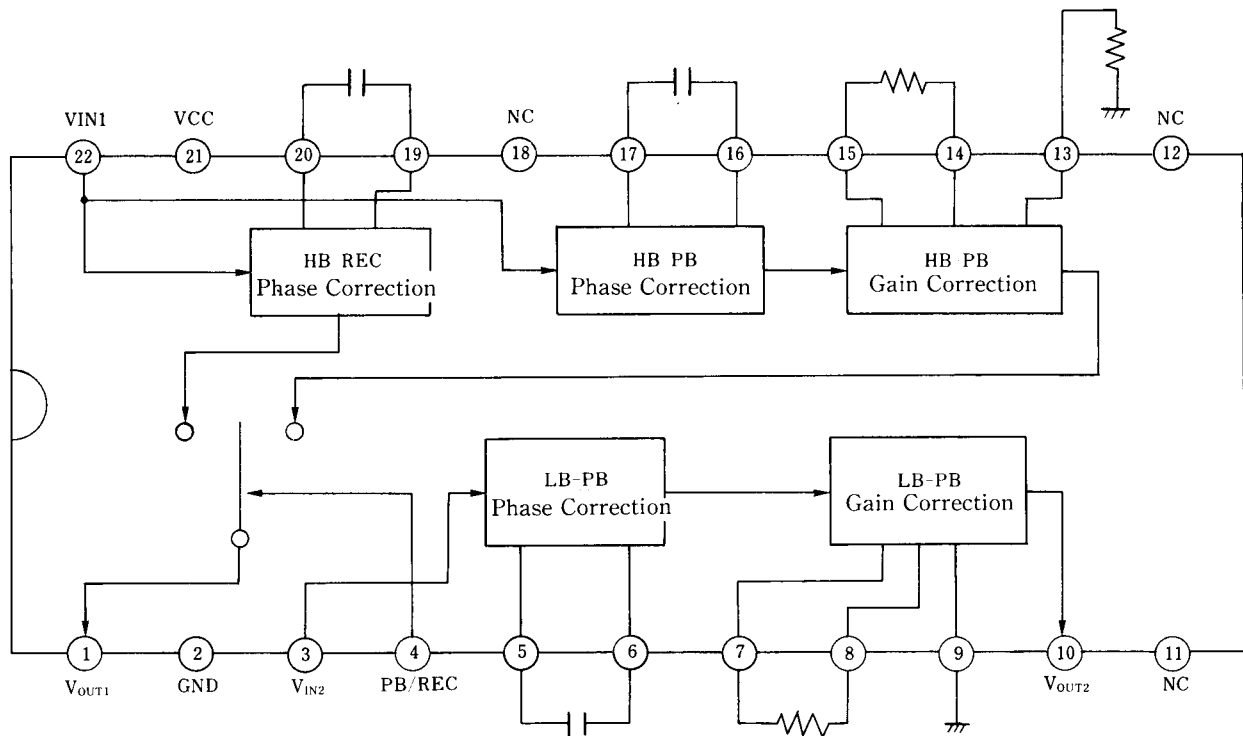 VIN1 VCC NC NC
22 21 20 19 18 17 16 15 14 13 12
HB REC
Phase Correction
HB PB
Phase Correction
HB PB
Gain Correction
LB-PB
Phase Correction
LB-PB
Gain Correction
1 2 3 4 5 6 7 8 9 10 11
VOUT1 GND VIN2 PB/REC VOUT2 NC